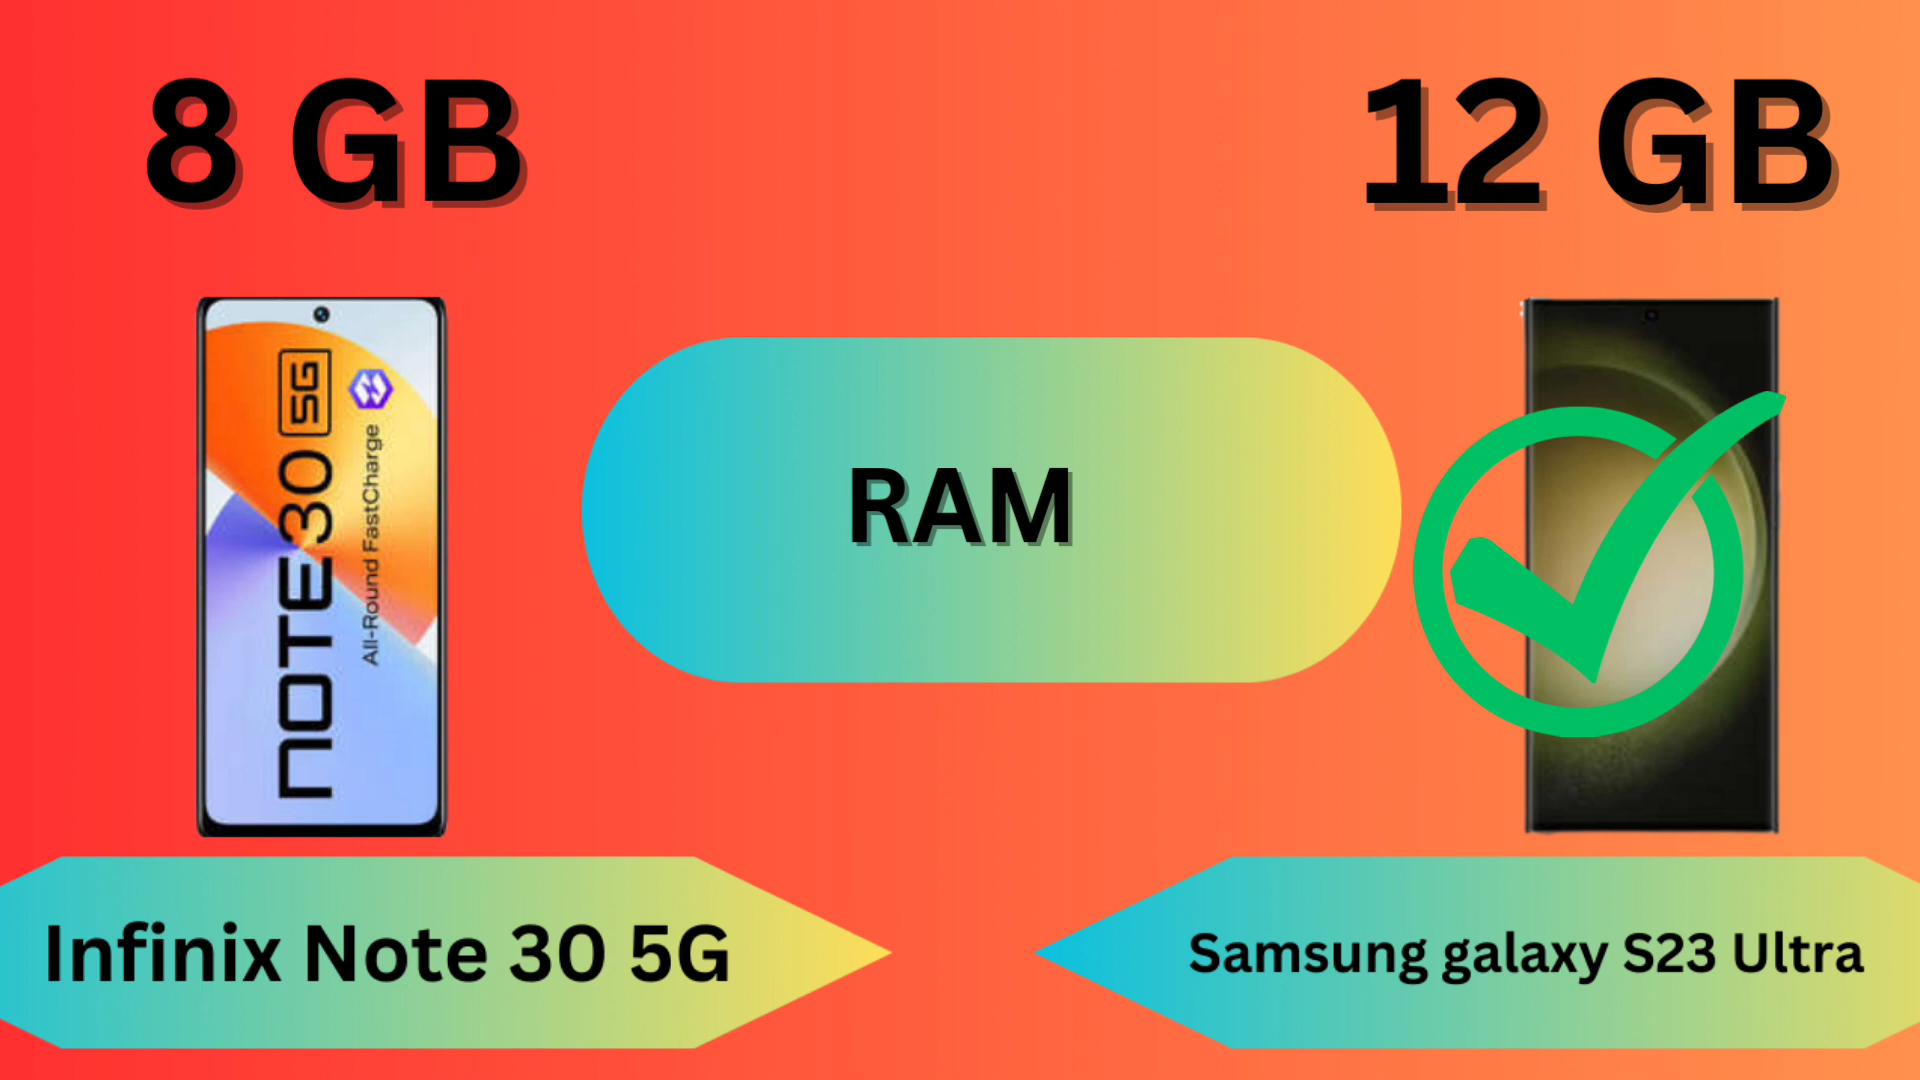 8 GB
12 GB
NOTE 30 5G
All-Round FastCharge
RAM
Infinix Note 30 5G
Samsung galaxy S23 Ultra